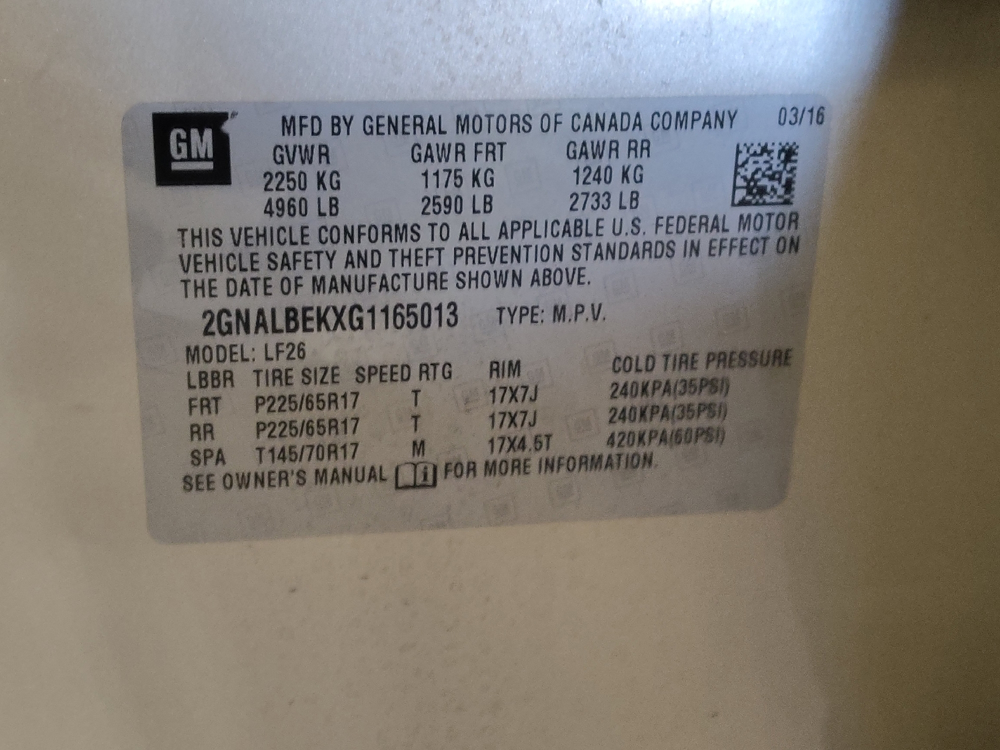 GM
MFD BY GENERAL MOTORS OF CANADA COMPANY 03/16
GVWR GAWR FRT GAWR RR
2250 KG 1175 KG 1240 KG
4960 LB 2590 LB 2733 LB
THIS VEHICLE CONFORMS TO ALL APPLICABLE U.S. FEDERAL MOTOR
VEHICLE SAFETY AND THEFT PREVENTION STANDARDS IN EFFECT ON
THE DATE OF MANUFACTURE SHOWN ABOVE.
2GNALBEKXG1165013 TYPE: M.P.V.
MODEL: LF26
LBBR TIRE SIZE SPEED RTG RIM COLD TIRE PRESSURE
FRT P225/65R17 T 17X7J 240KPA(35PSI)
RR P225/65R17 T 17X7J 240KPA(35PSI)
SPA T145/70R17 M 17X4.5T 420KPA(60PSI)
SEE OWNER'S MANUAL i FOR MORE INFORMATION.